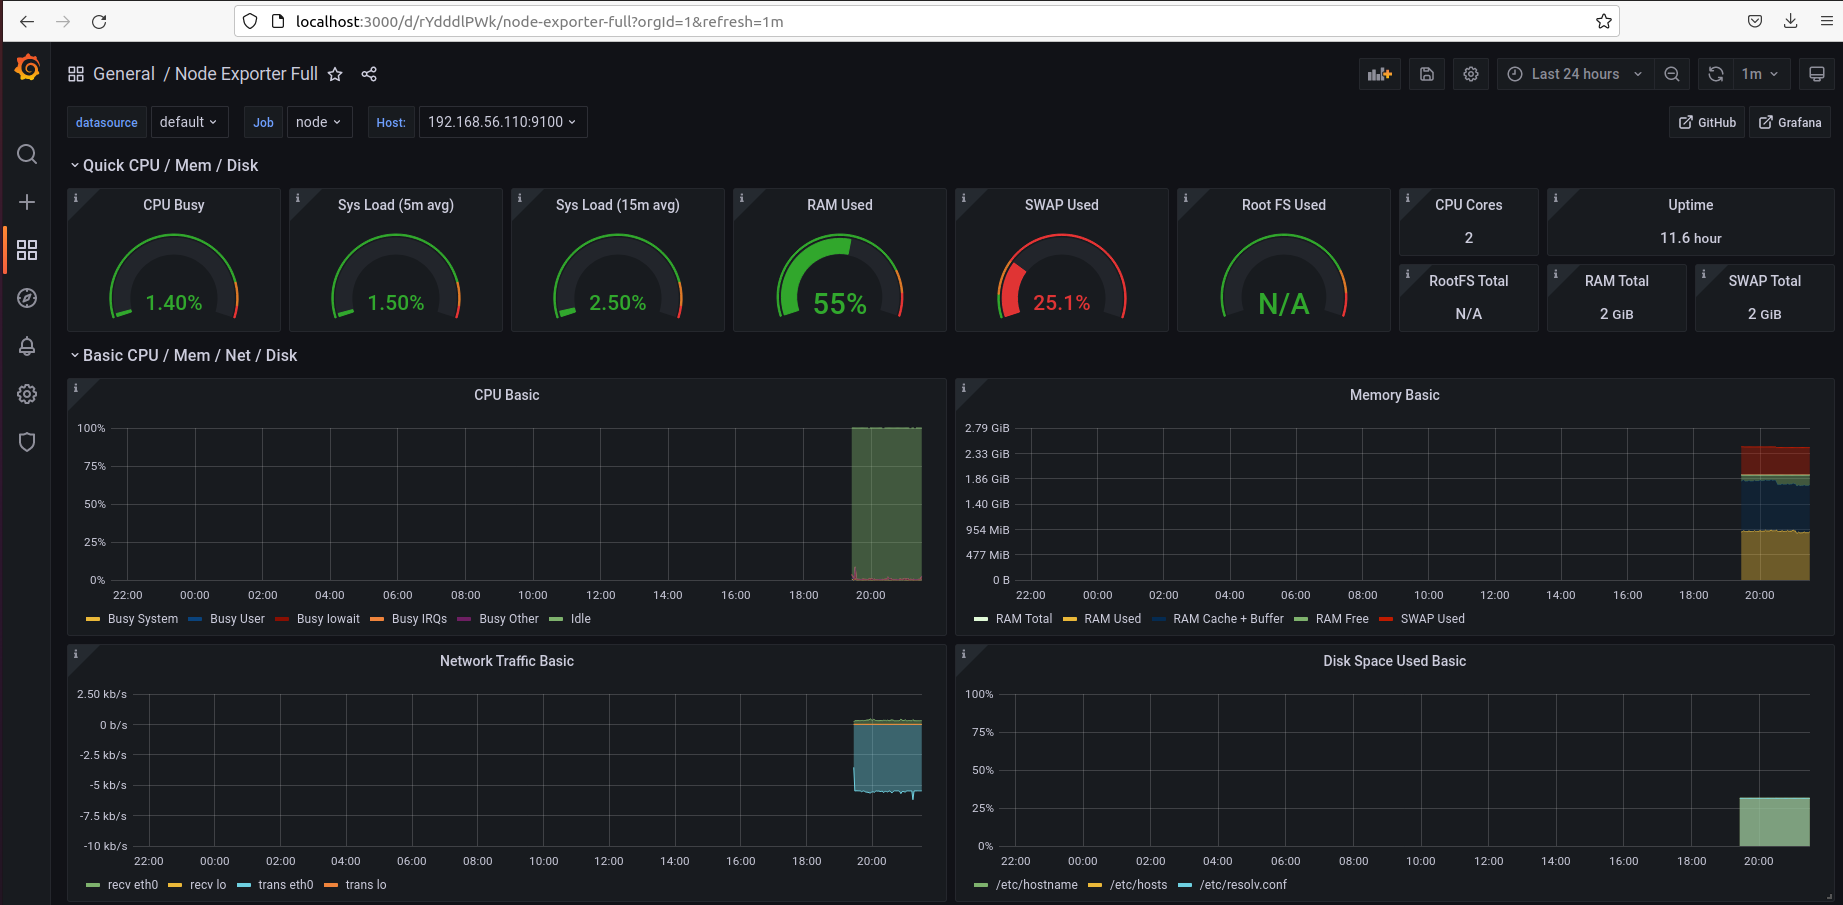 localhost:3000/d/rYdddlPWk/node-exporter-full?orgId=1&refresh=1m
General / Node Exporter Full
Last 24 hours
1m
datasource default Job node Host: 192.168.56.110:9100
GitHub Grafana
Quick CPU / Mem / Disk
CPU Busy
1.40%
Sys Load (5m avg)
1.50%
Sys Load (15m avg)
2.50%
RAM Used
55%
SWAP Used
25.1%
Root FS Used
N/A
CPU Cores
2
Uptime
11.6 hour
RootFS Total
N/A
RAM Total
2 GiB
SWAP Total
2 GiB
Basic CPU / Mem / Net / Disk
CPU Basic
100%
75%
50%
25%
0%
22:00 00:00 02:00 04:00 06:00 08:00 10:00 12:00 14:00 16:00 18:00 20:00
Busy System Busy User Busy Iowait Busy IRQs Busy Other Idle
Memory Basic
2.79 GiB
2.33 GiB
1.86 GiB
1.40 GiB
954 MiB
477 MiB
0 B
22:00 00:00 02:00 04:00 06:00 08:00 10:00 12:00 14:00 16:00 18:00 20:00
RAM Total RAM Used RAM Cache + Buffer RAM Free SWAP Used
Network Traffic Basic
2.50 kb/s
0 b/s
-2.5 kb/s
-5 kb/s
-7.5 kb/s
-10 kb/s
22:00 00:00 02:00 04:00 06:00 08:00 10:00 12:00 14:00 16:00 18:00 20:00
recv eth0 recv lo trans eth0 trans lo
Disk Space Used Basic
100%
75%
50%
25%
0%
22:00 00:00 02:00 04:00 06:00 08:00 10:00 12:00 14:00 16:00 18:00 20:00
/etc/hostname /etc/hosts /etc/resolv.conf